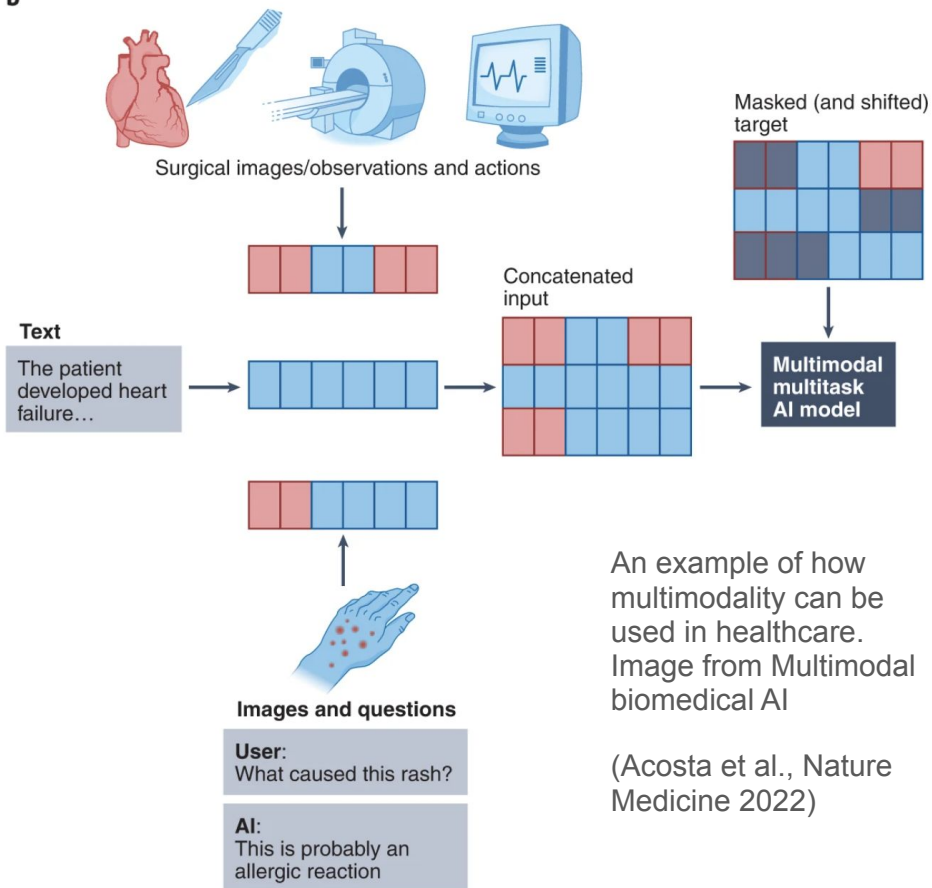 Surgical images/observations and actions
Masked (and shifted)
target
Concatenated
input
Text
The patient
developed heart
failure…
Multimodal
multitask
AI model
Images and questions
User:
What caused this rash?
AI:
This is probably an
allergic reaction
An example of how
multimodality can be
used in healthcare.
Image from Multimodal
biomedical AI
(Acosta et al., Nature
Medicine 2022)